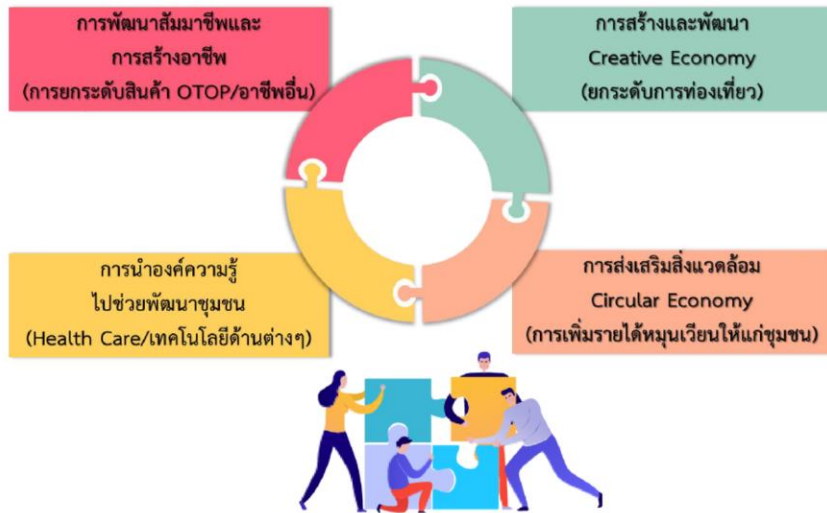 การพัฒนาสัมมาชีพและ
การสร้างอาชีพ
(การยกระดับสินค้า OTOP/อาชีพอื่น)
การสร้างและพัฒนา
Creative Economy
(ยกระดับการท่องเที่ยว)
การนำองค์ความรู้
ไปช่วยพัฒนาชุมชน
(Health Care/เทคโนโลยีด้านต่างๆ)
การส่งเสริมสิ่งแวดล้อม
Circular Economy
(การเพิ่มรายได้หมุนเวียนให้แก่ชุมชน)